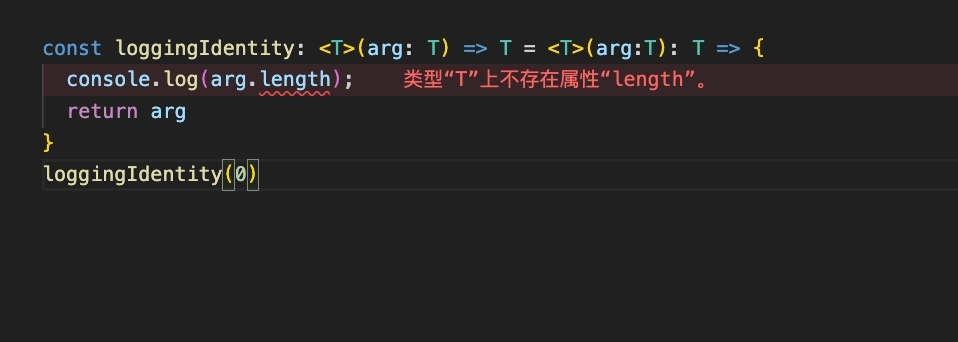 const loggingIdentity: <T>(arg: T) => T = <T>(arg:T): T => {
console.log(arg.length); 类型“T”上不存在属性“length”。
return arg
}
loggingIdentity(0)